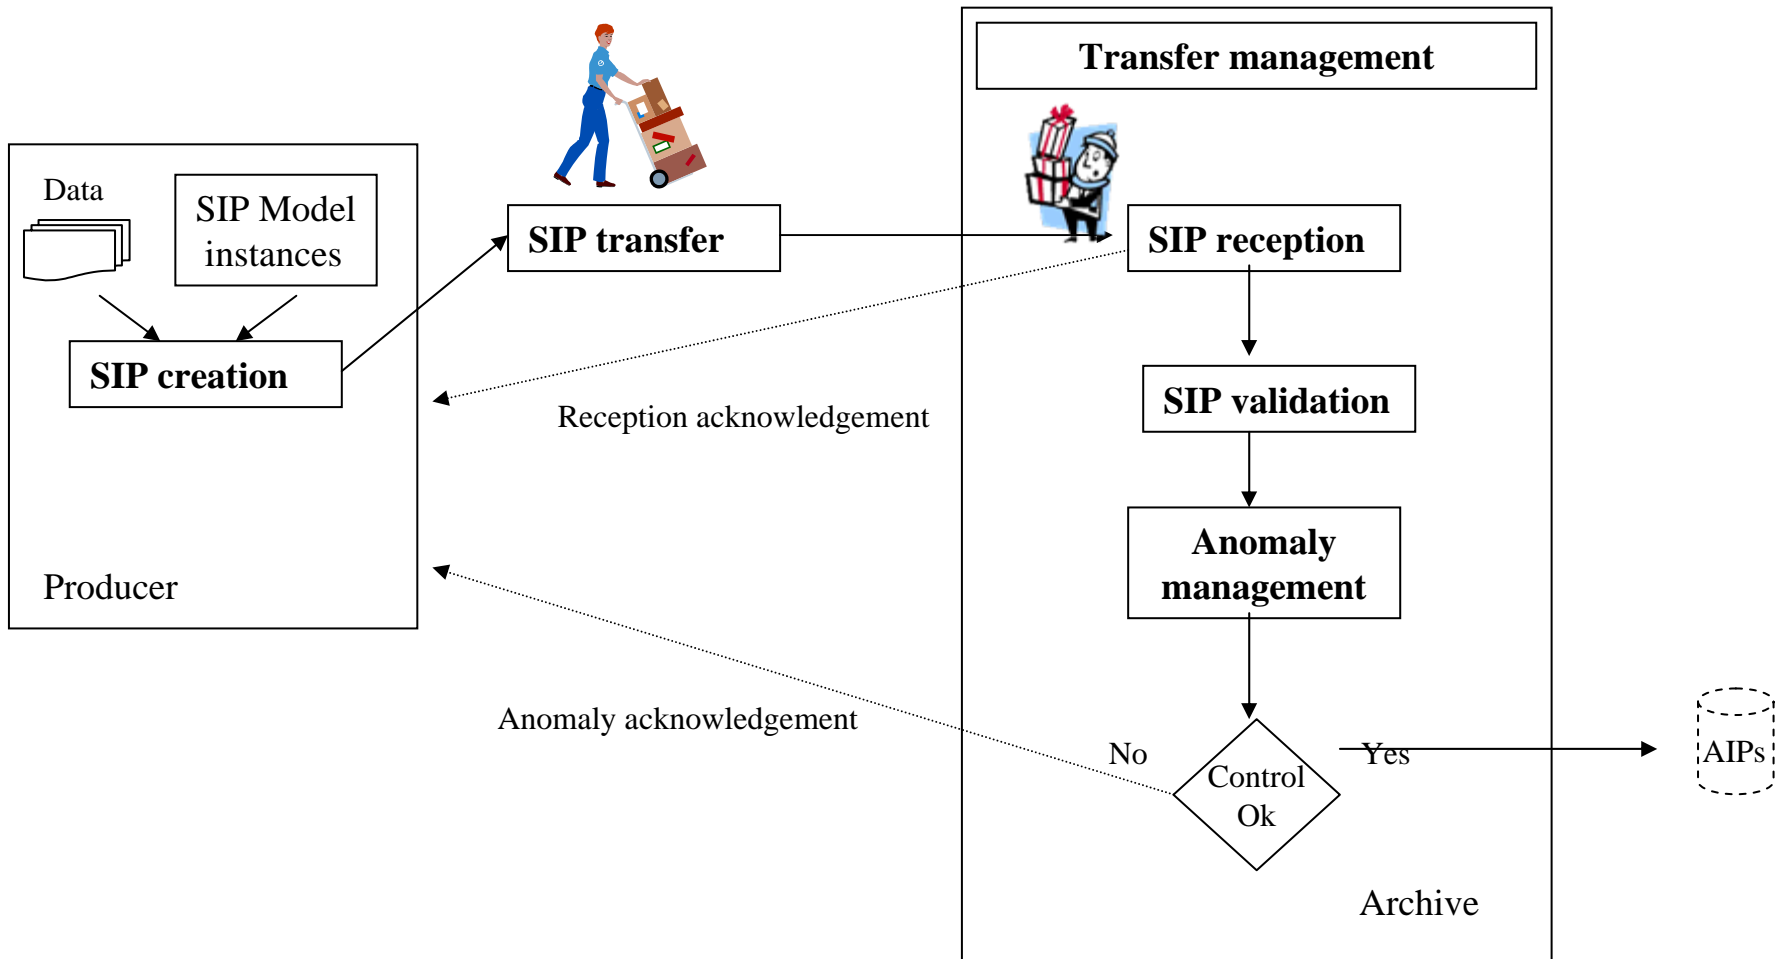 Transfer management
Data
SIP Model
instances
SIP transfer
SIP reception
SIP creation
SIP validation
Reception acknowledgement
Anomaly
management
Producer
Anomaly acknowledgement
No
Yes
AIPs
Control
Ok
Archive